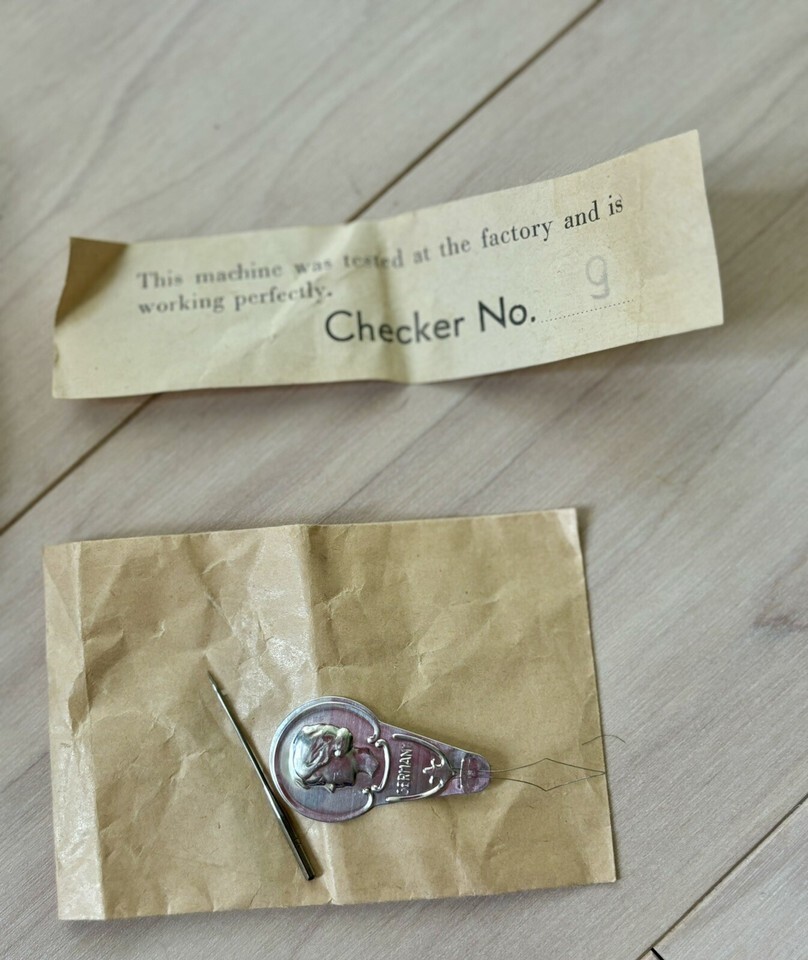 This machine was tested at the factory and is
working perfectly.
Checker No. 9
GERMANY